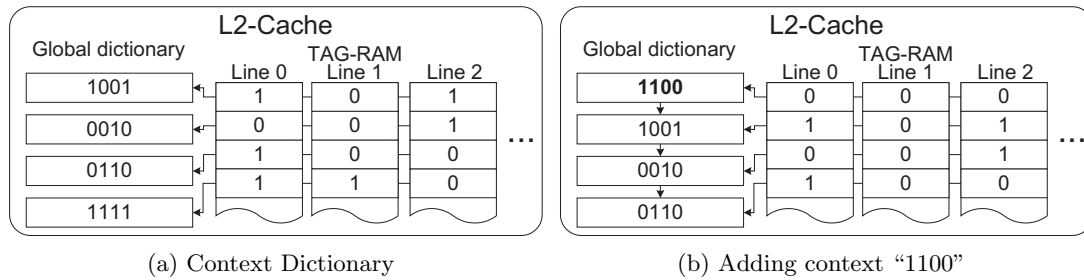 L2-Cache
Global dictionary
TAG-RAM
Line 0 Line 1 Line 2
1001 1 0 1
0010 0 0 1
0110 1 0 0
1111 1 1 0
...
(a) Context Dictionary
L2-Cache
Global dictionary
TAG-RAM
Line 0 Line 1 Line 2
1100 0 0 0
1001 1 0 1
0010 0 0 1
0110 1 0 0
...
(b) Adding context “1100”